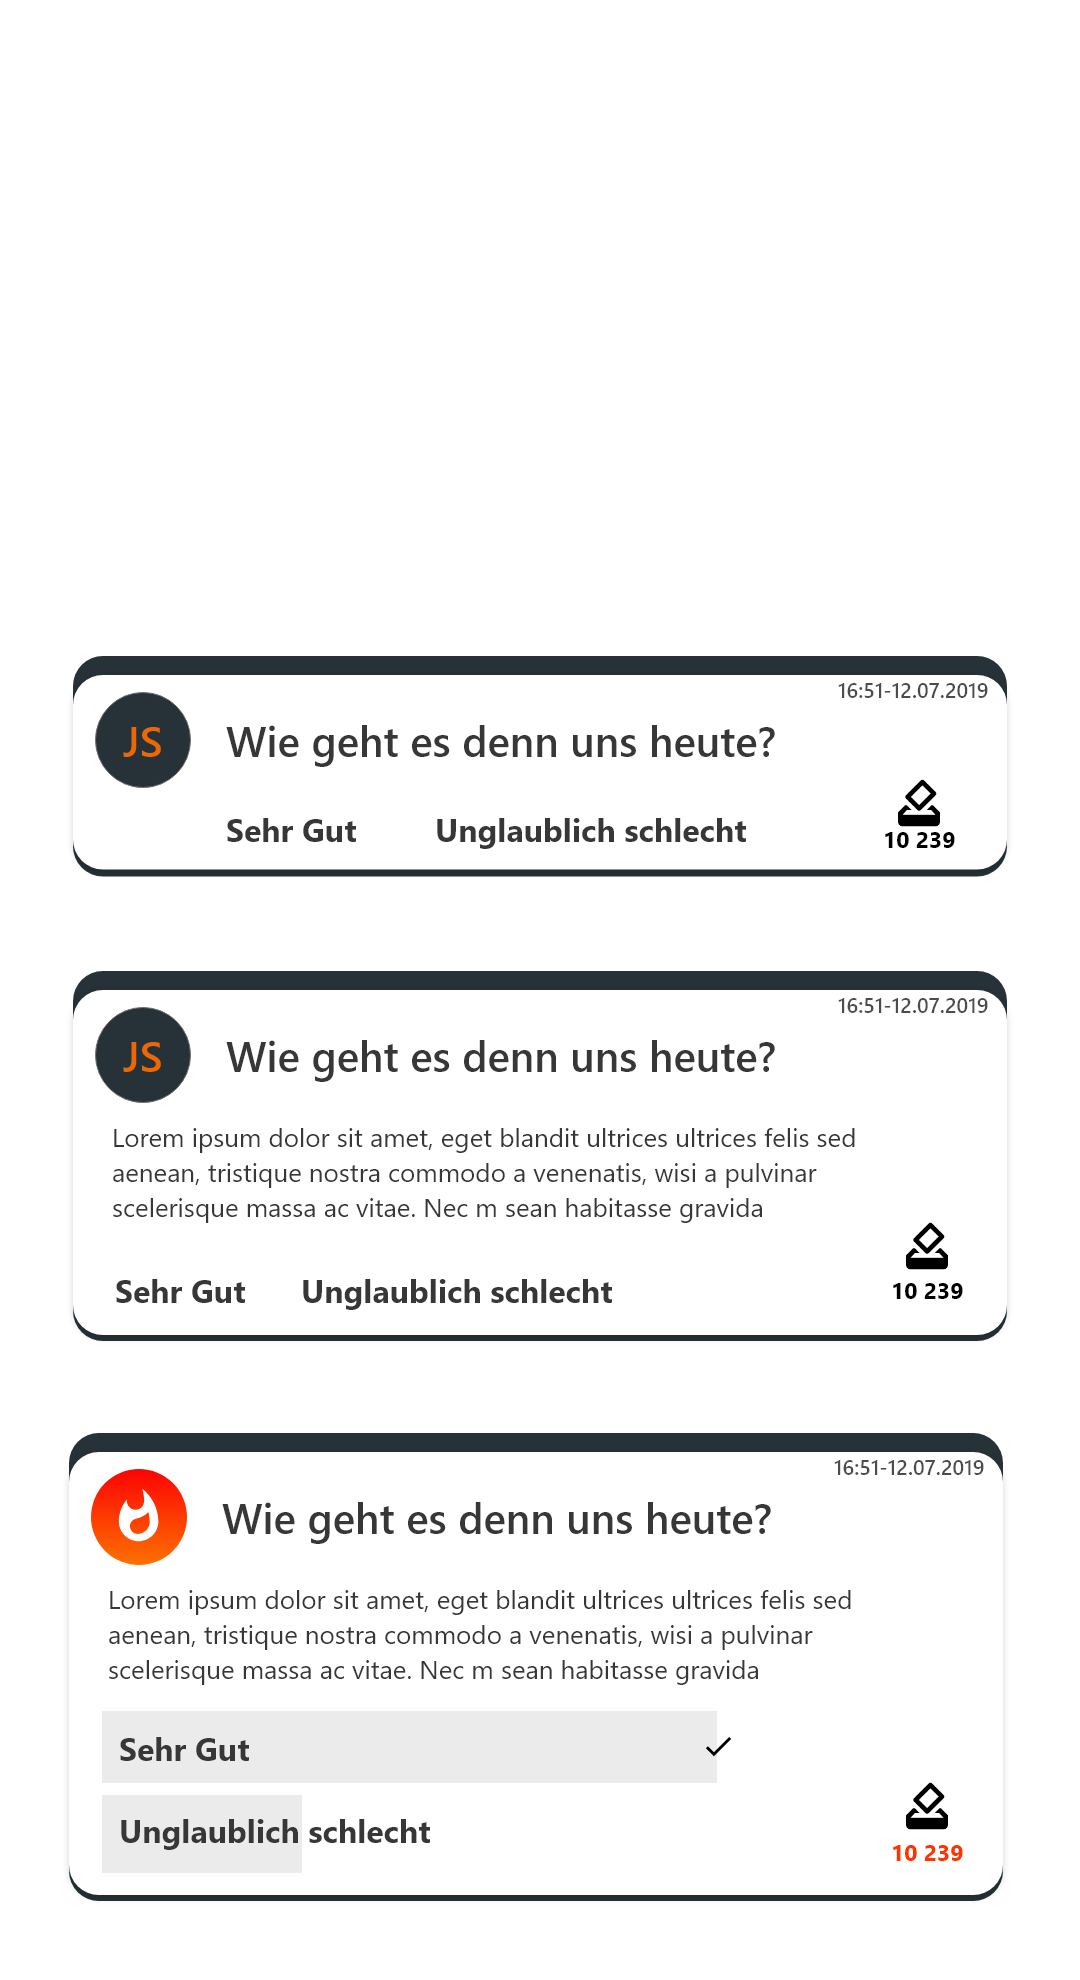 16:51-12.07.2019
JS
Wie geht es denn uns heute?
Sehr Gut
Unglaublich schlecht
10 239
16:51-12.07.2019
JS
Wie geht es denn uns heute?
Lorem ipsum dolor sit amet, eget blandit ultrices ultrices felis sed
aenean, tristique nostra commodo a venenatis, wisi a pulvinar
scelerisque massa ac vitae. Nec m sean habitasse gravida
Sehr Gut
Unglaublich schlecht
10 239
16:51-12.07.2019
Wie geht es denn uns heute?
Lorem ipsum dolor sit amet, eget blandit ultrices ultrices felis sed
aenean, tristique nostra commodo a venenatis, wisi a pulvinar
scelerisque massa ac vitae. Nec m sean habitasse gravida
Sehr Gut
Unglaublich schlecht
10 239